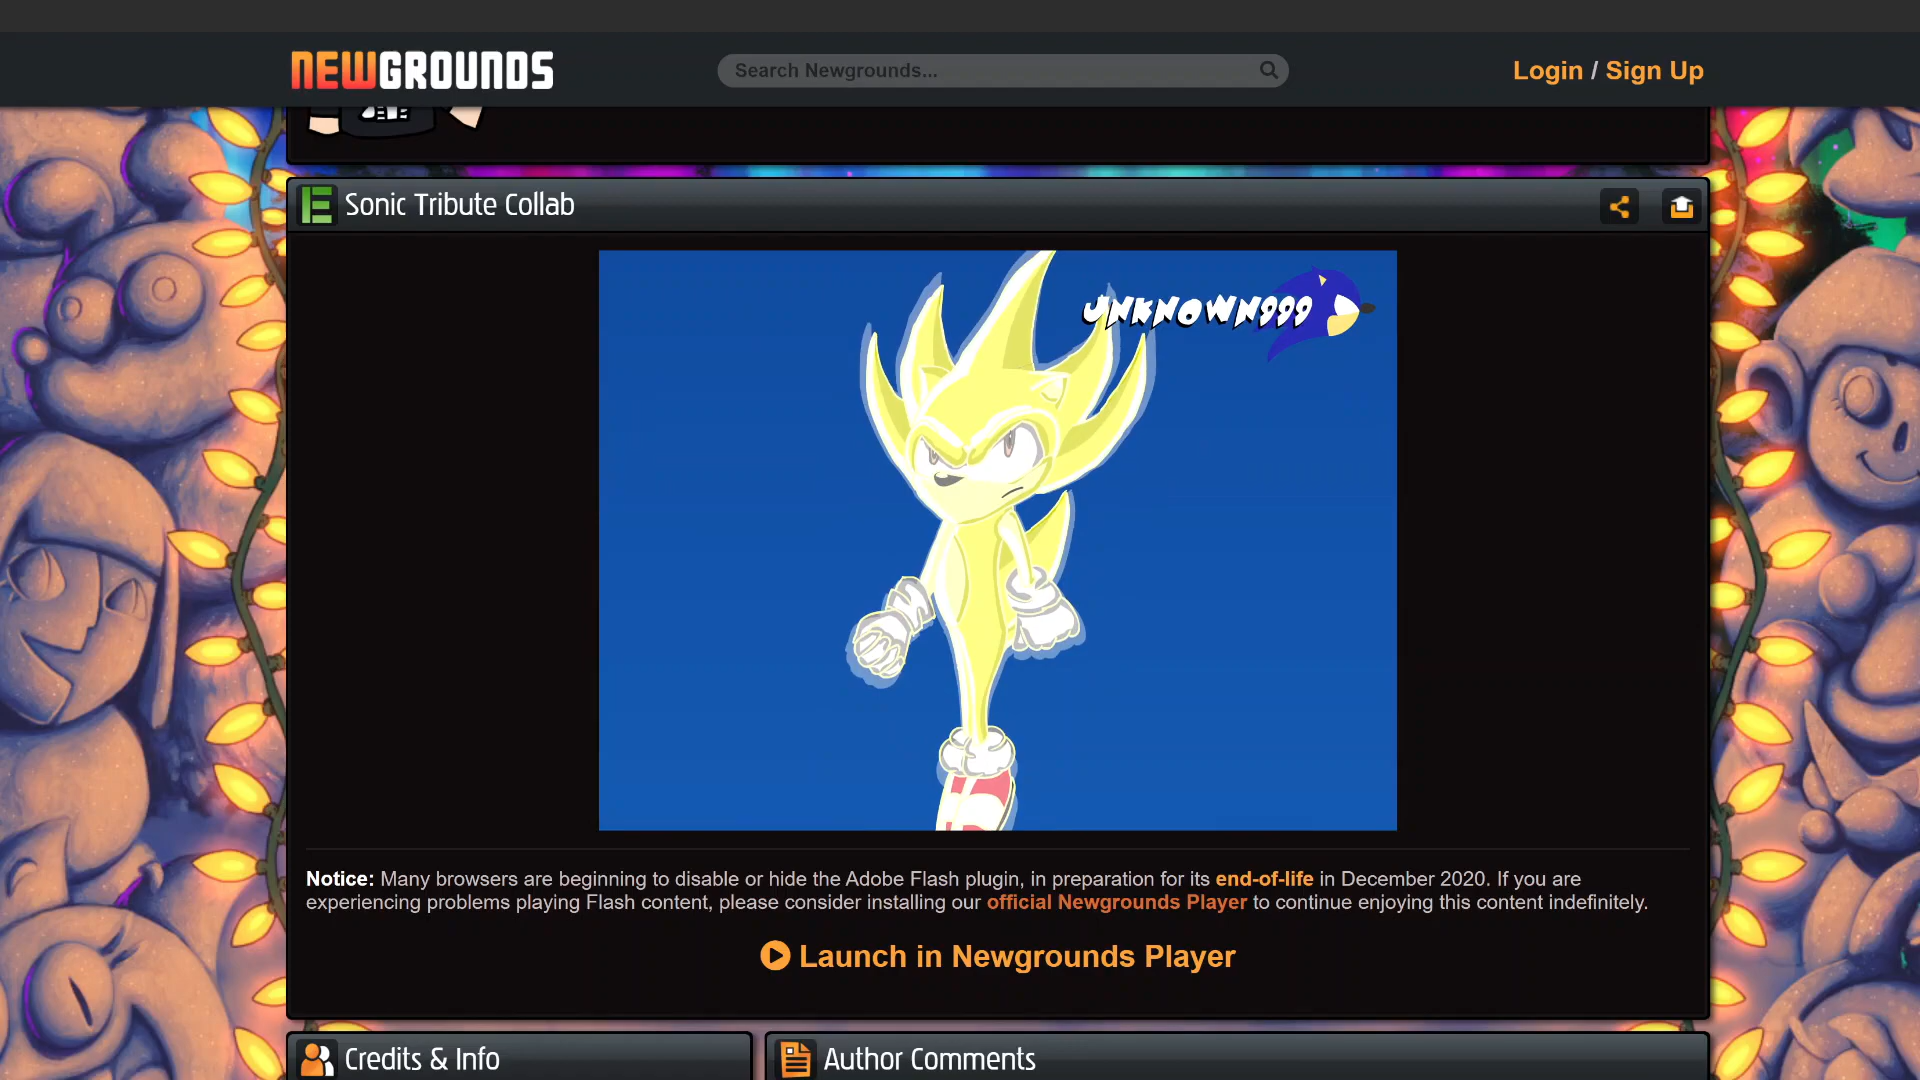 NEWGROUNDS
Search Newgrounds...
Login / Sign Up
E Sonic Tribute Collab
UNKNOWN999
Notice: Many browsers are beginning to disable or hide the Adobe Flash plugin, in preparation for its end-of-life in December 2020. If you are
experiencing problems playing Flash content, please consider installing our official Newgrounds Player to continue enjoying this content indefinitely.
Launch in Newgrounds Player
Credits & Info
Author Comments